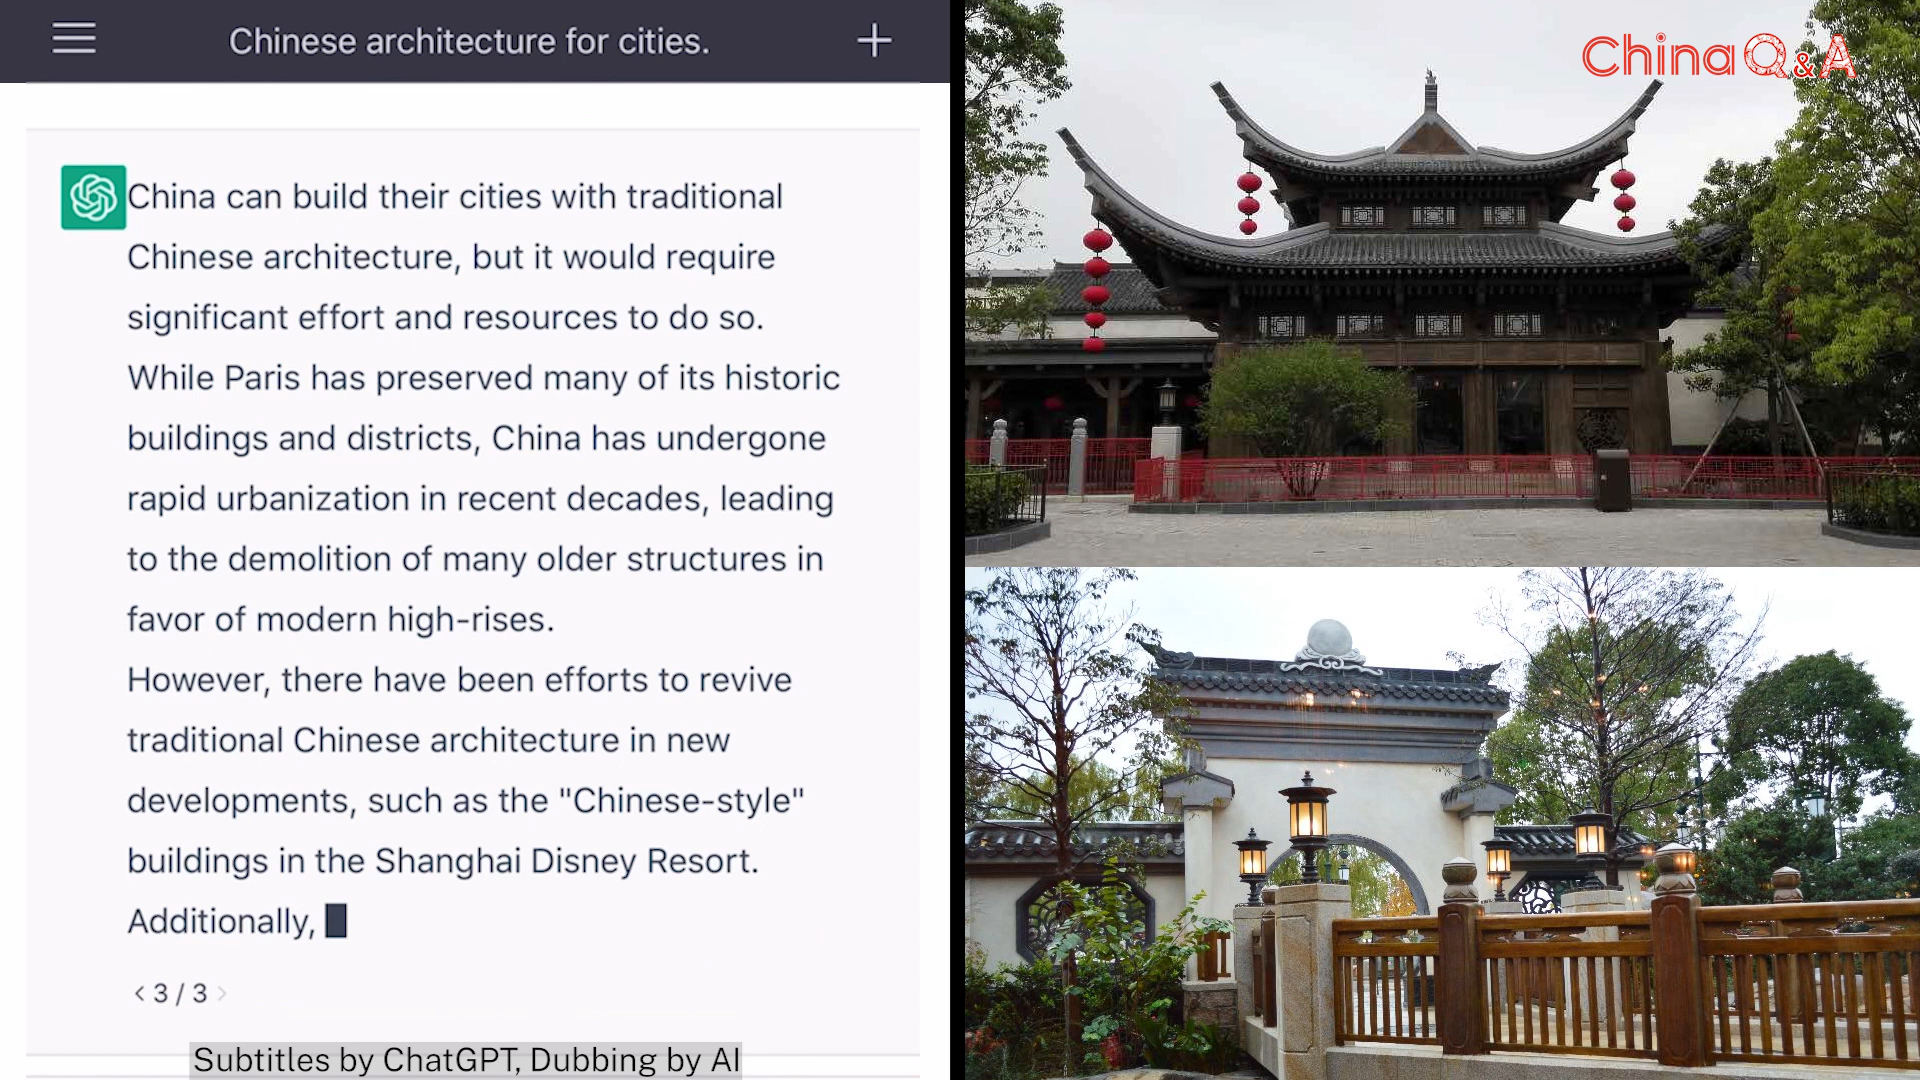 Chinese architecture for cities.
China Q&A
China can build their cities with traditional
Chinese architecture, but it would require
significant effort and resources to do so.
While Paris has preserved many of its historic
buildings and districts, China has undergone
rapid urbanization in recent decades, leading
to the demolition of many older structures in
favor of modern high-rises.
However, there have been efforts to revive
traditional Chinese architecture in new
developments, such as the "Chinese-style"
buildings in the Shanghai Disney Resort.
Additionally,
< 3 / 3 >
Subtitles by ChatGPT, Dubbing by AI